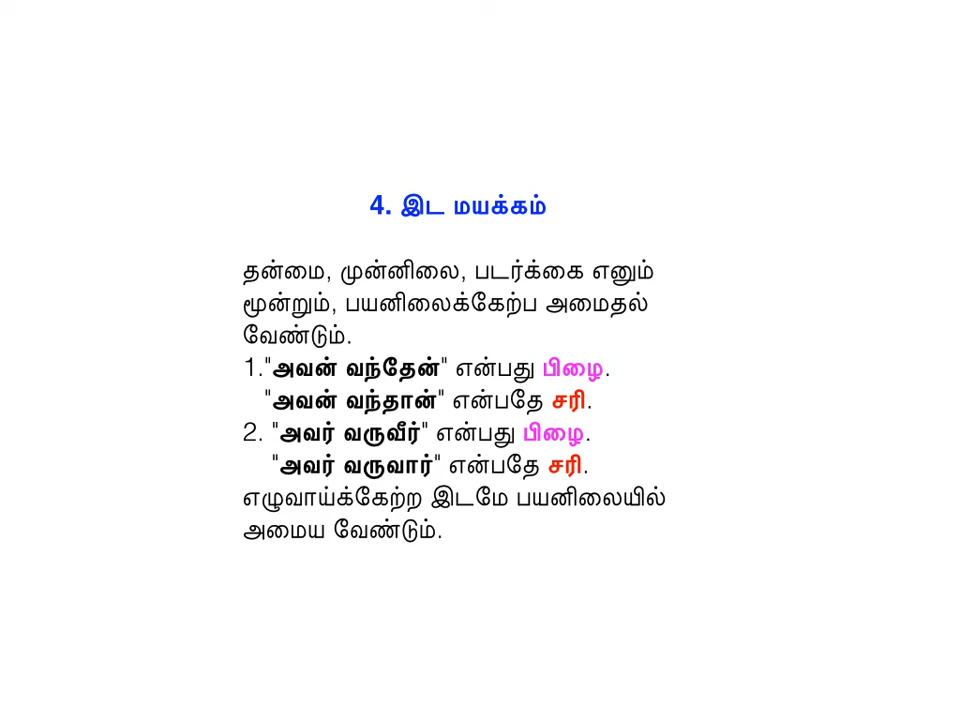 4. இட மயக்கம்
தன்மை, முன்னிலை, படர்க்கை எனும்
மூன்றும், பயனிலைக்கேற்ப அமைதல்
வேண்டும்.
1."அவன் வந்தேன்" என்பது பிழை.
"அவன் வந்தான்" என்பதே சரி.
2. "அவர் வருவீர்" என்பது பிழை.
"அவர் வருவார்" என்பதே சரி.
எழுவாய்க்கேற்ற இடமே பயனிலையில்
அமைய வேண்டும்.